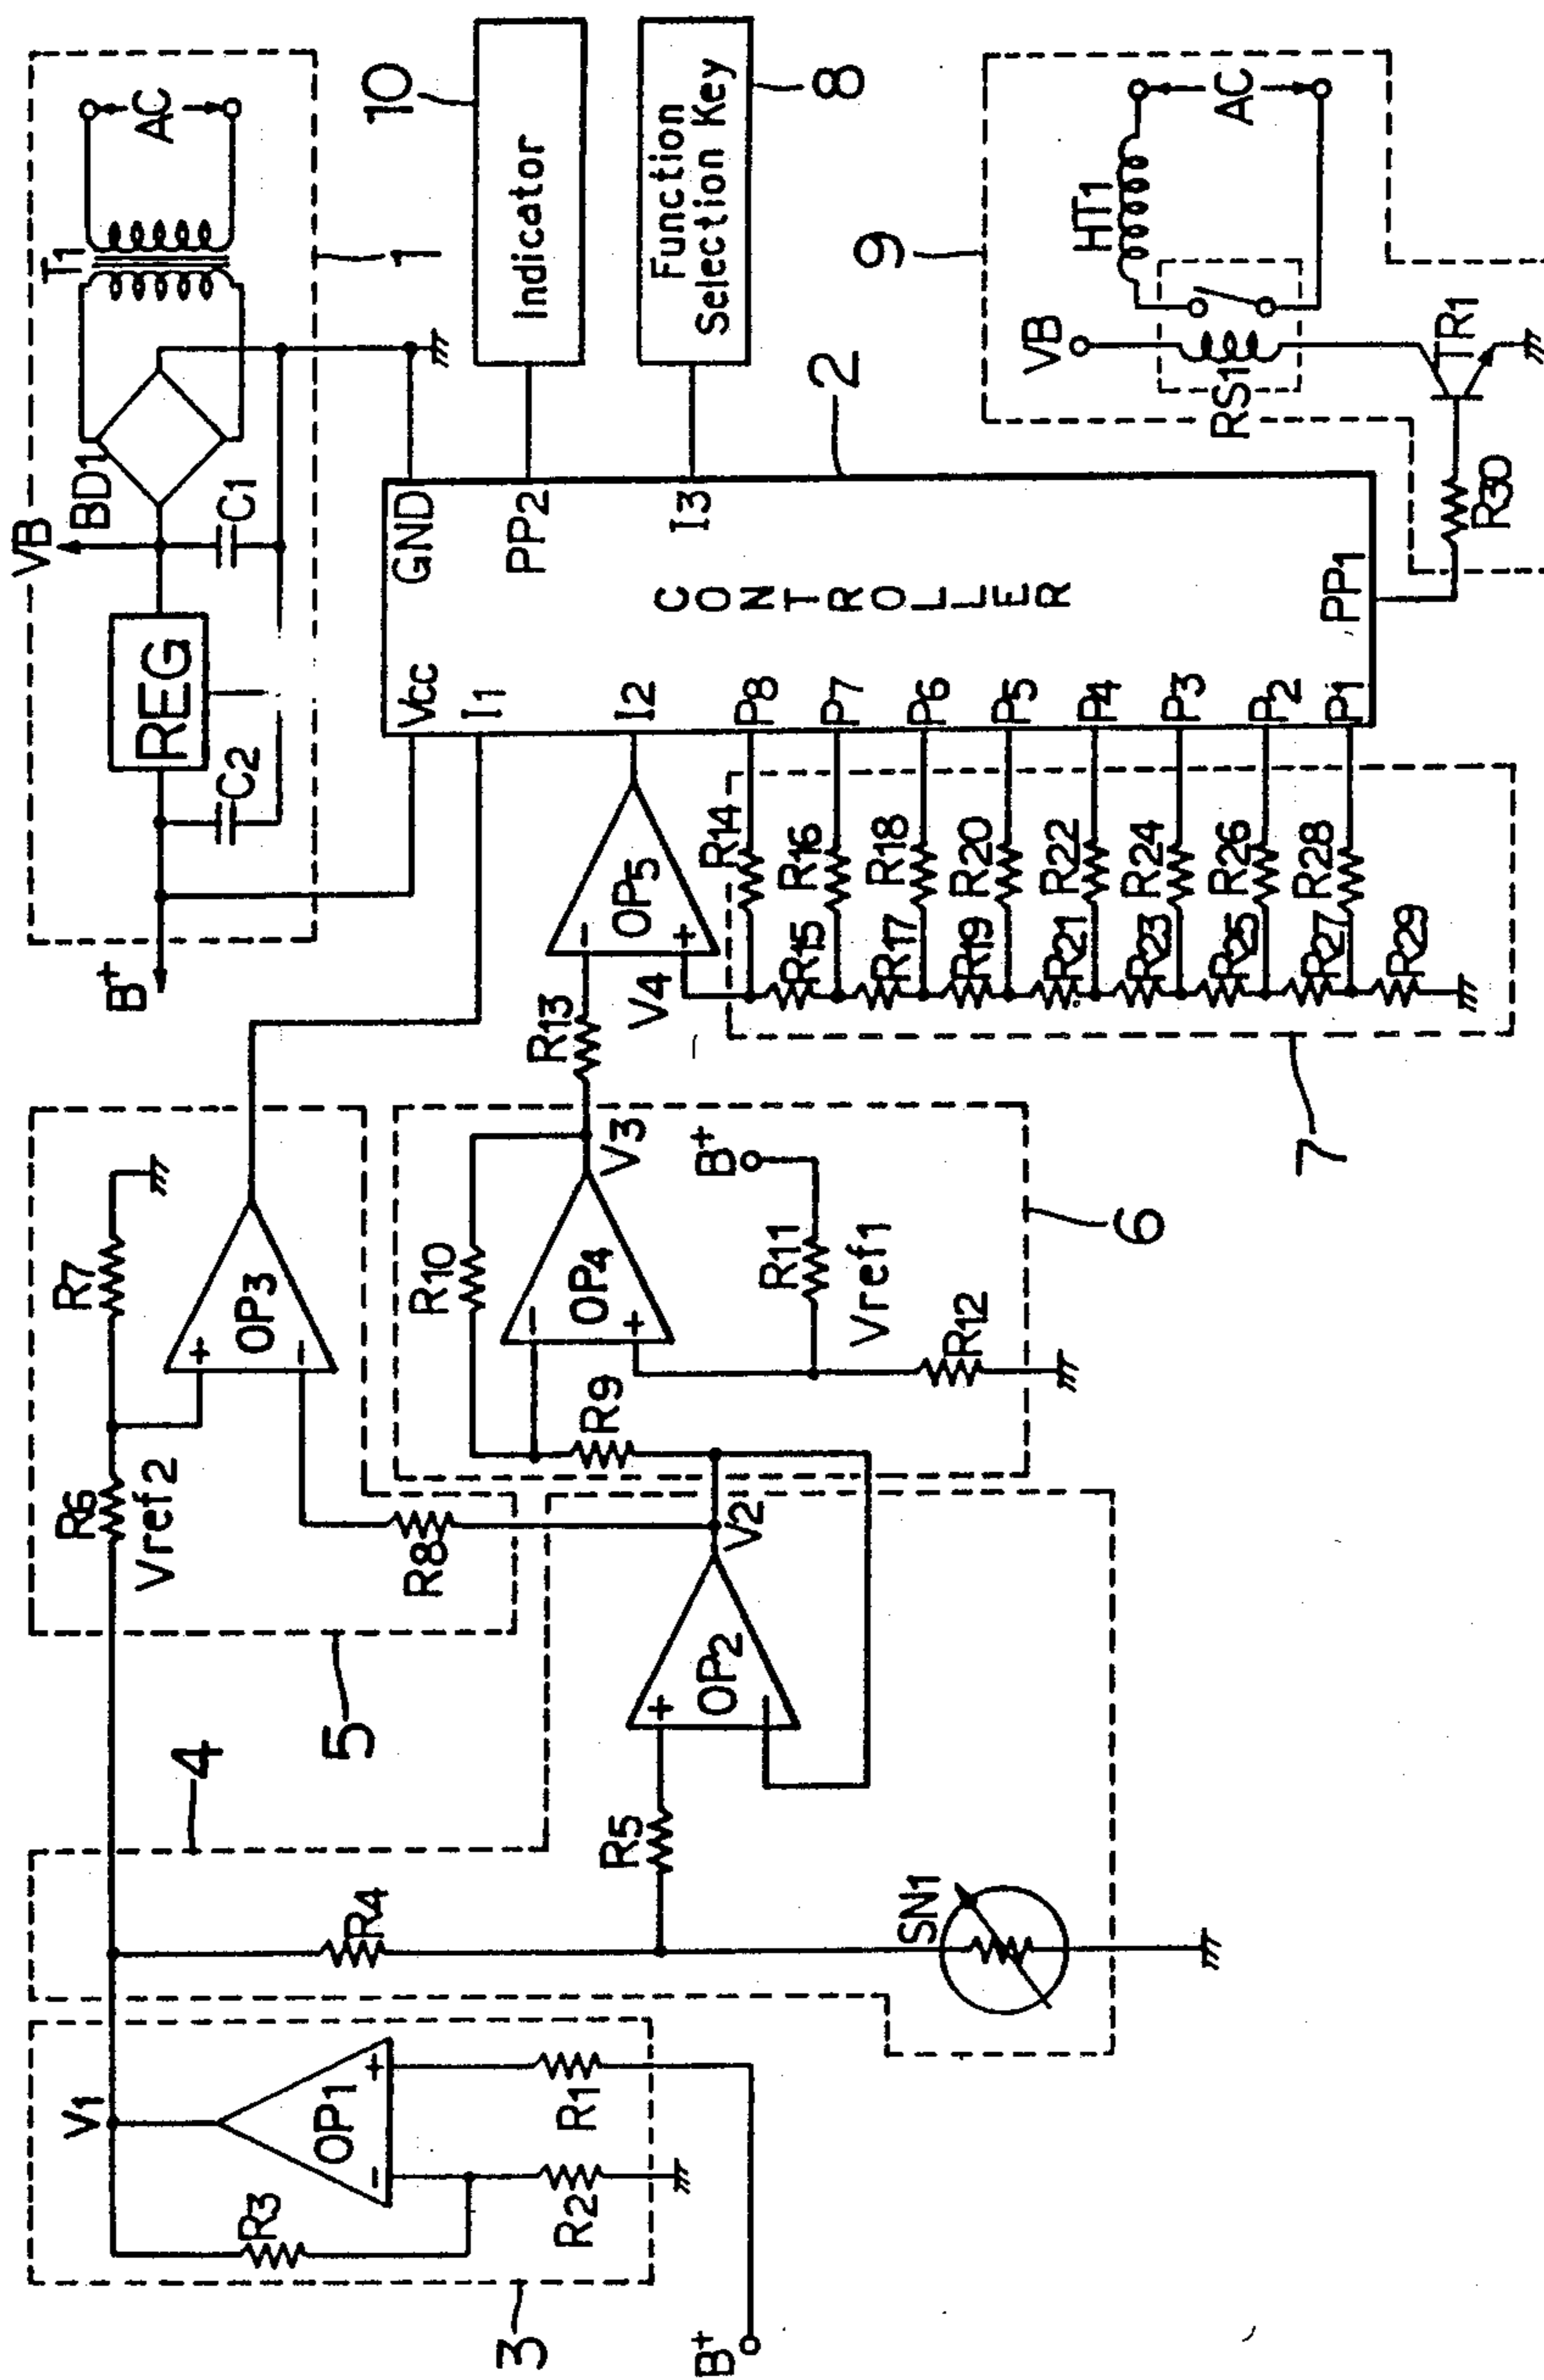 VB
T1
AC
BD1
REG
C1
C2
B+
1
10
Indicator
Function
Selection Key
8
2
GND
PP2
I3
CONTROLLER
Vcc
I1
I2
P8
P7
P6
P5
P4
P3
P2
P1
PP1
9
HT1
AC
VB
RS1
TR1
R30
OP5
−
+
R13
V4
R14
R15
R16
R17
R18
R19
R20
R21
R22
R23
R24
R25
R26
R27
R28
R29
7
R7
R6
Vref2
OP3
+
−
R8
5
R10
OP4
−
+
V3
B+
R11
Vref1
R12
R9
6
4
V2
OP2
+
−
R5
R4
SN1
V1
OP1
+
−
R3
R2
R1
3
B+